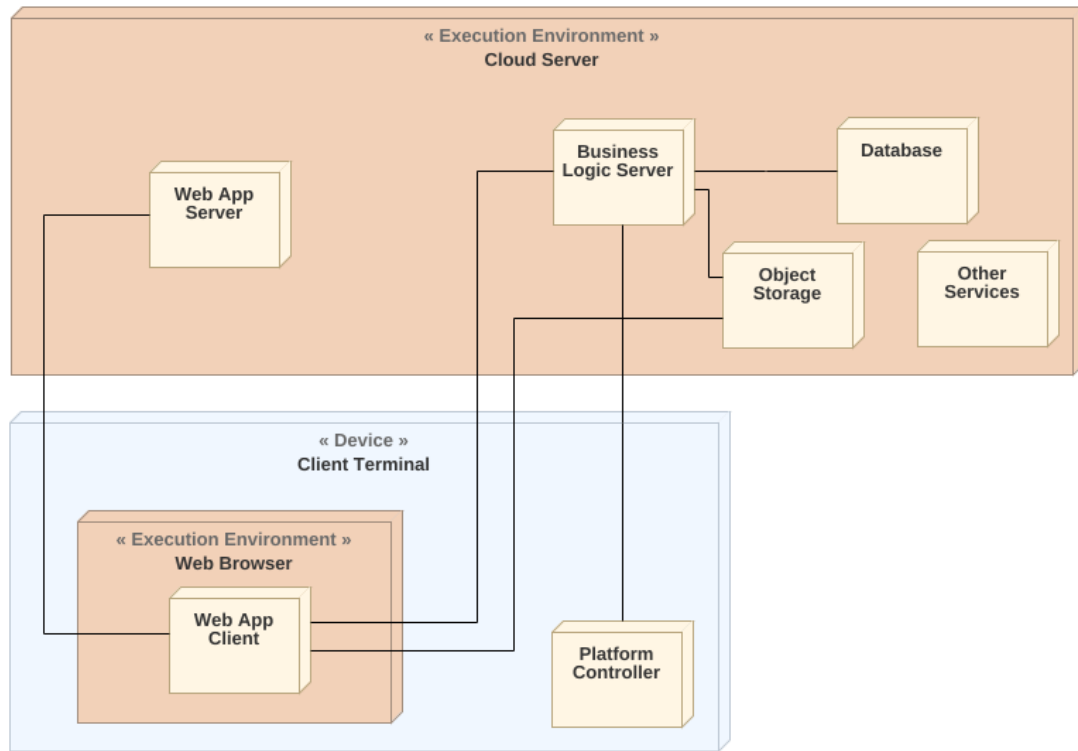 « Execution Environment »
Cloud Server
Business
Logic Server
Database
Web App
Server
Object
Storage
Other
Services
« Device »
Client Terminal
« Execution Environment »
Web Browser
Web App
Client
Platform
Controller